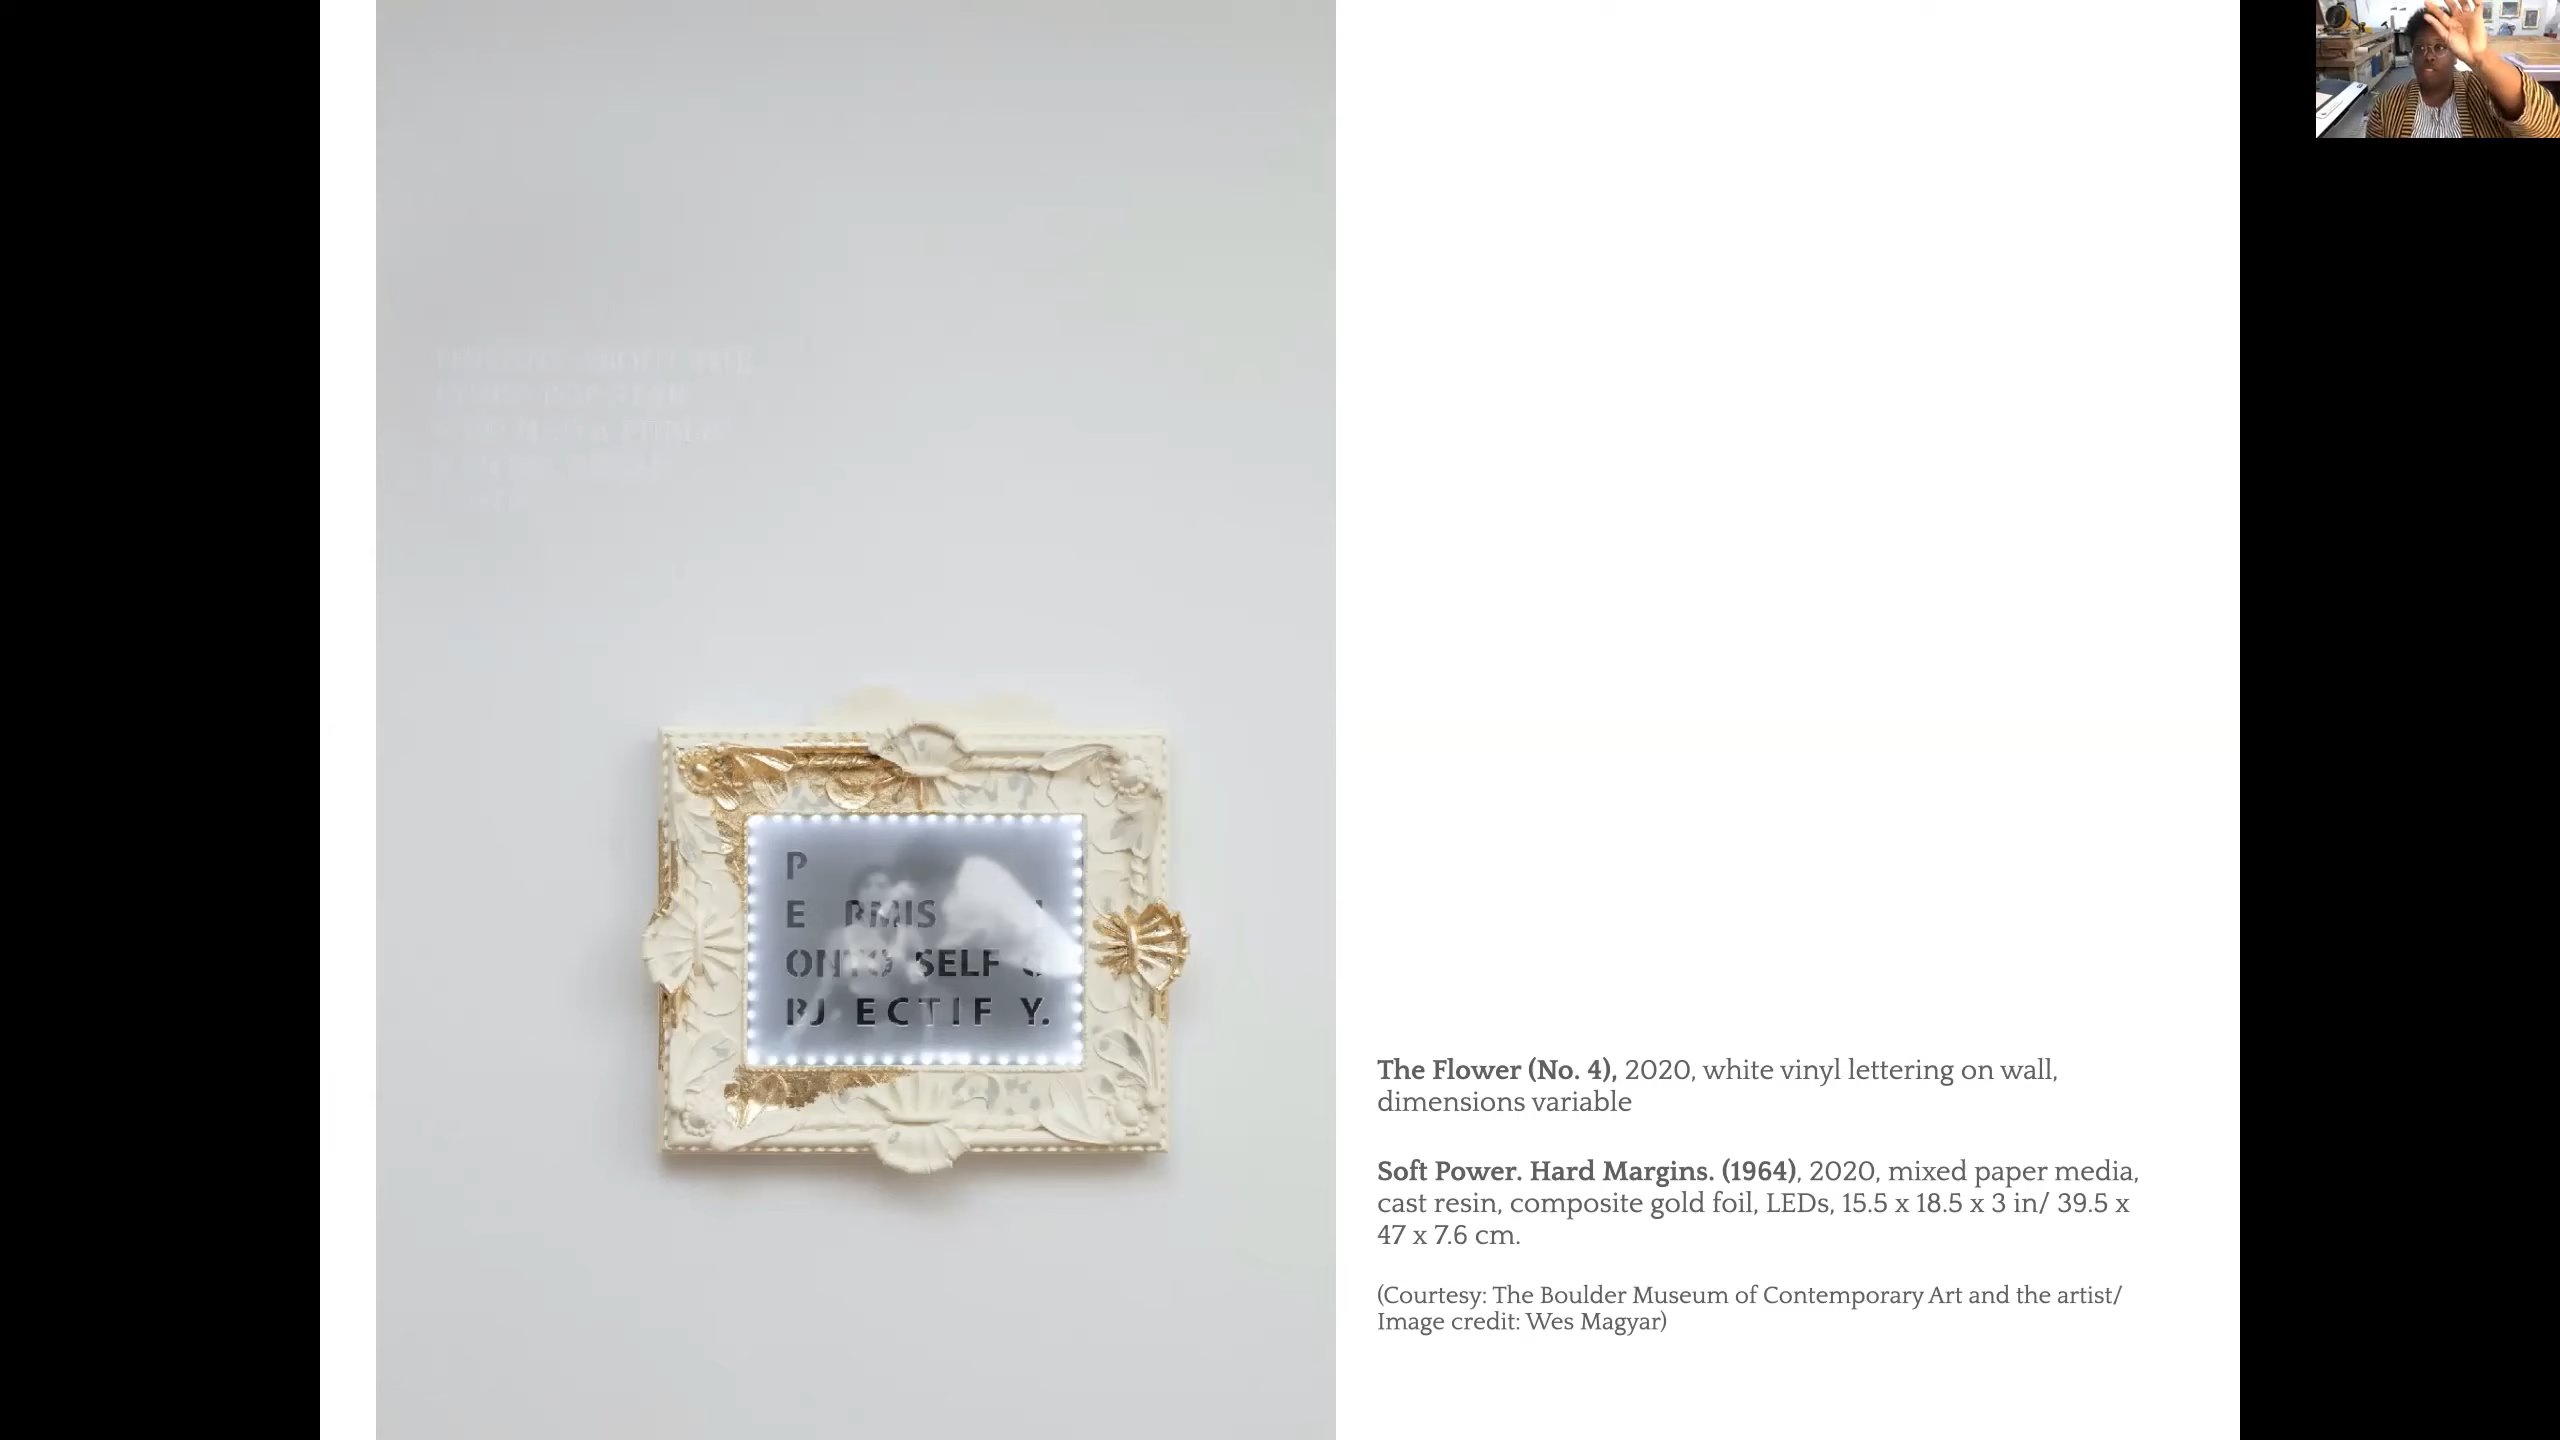 P
E RMIS
ONTO SELF O
BJ ECTIF Y.
The Flower (No. 4), 2020, white vinyl lettering on wall,
dimensions variable
Soft Power. Hard Margins. (1964), 2020, mixed paper media,
cast resin, composite gold foil, LEDs, 15.5 x 18.5 x 3 in/ 39.5 x
47 x 7.6 cm.
(Courtesy: The Boulder Museum of Contemporary Art and the artist/
Image credit: Wes Magyar)